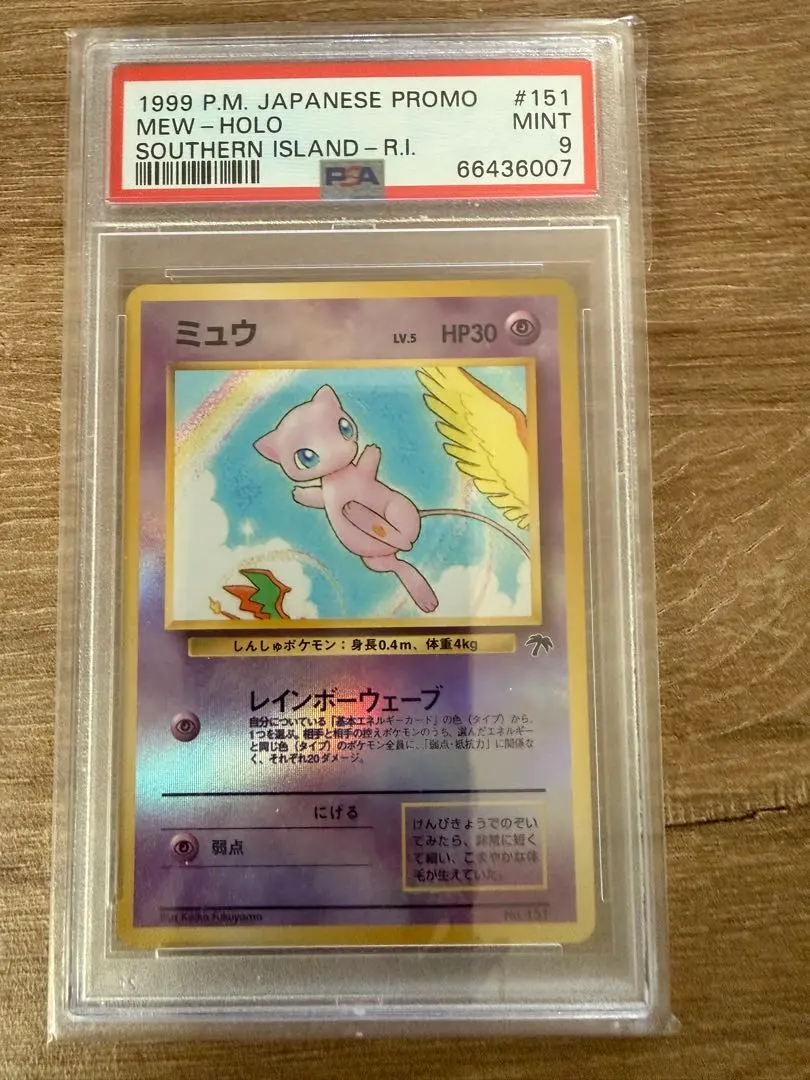 1999 P.M. JAPANESE PROMO #151
MEW - HOLO MINT
SOUTHERN ISLAND - R.I. 9
PSA 66436007
ミュウ LV.5 HP30
しんしゅポケモン：身長0.4m、体重4kg
レインボーウェーブ
自分についている「基本エネルギーカード」の色（タイプ）から、
1つを選ぶ。相手と相手の控えポケモンのうち、選んだエネルギー
と同じ色（タイプ）のポケモン全員に、「弱点・抵抗力」に関係な
く、それぞれ20ダメージ。
にげる
弱点
けんびきょうでのぞい
てみたら、非常に短く
て細い、こまやかな体
毛が生えていた。
Illus. Keiko Fukuyama No. 151